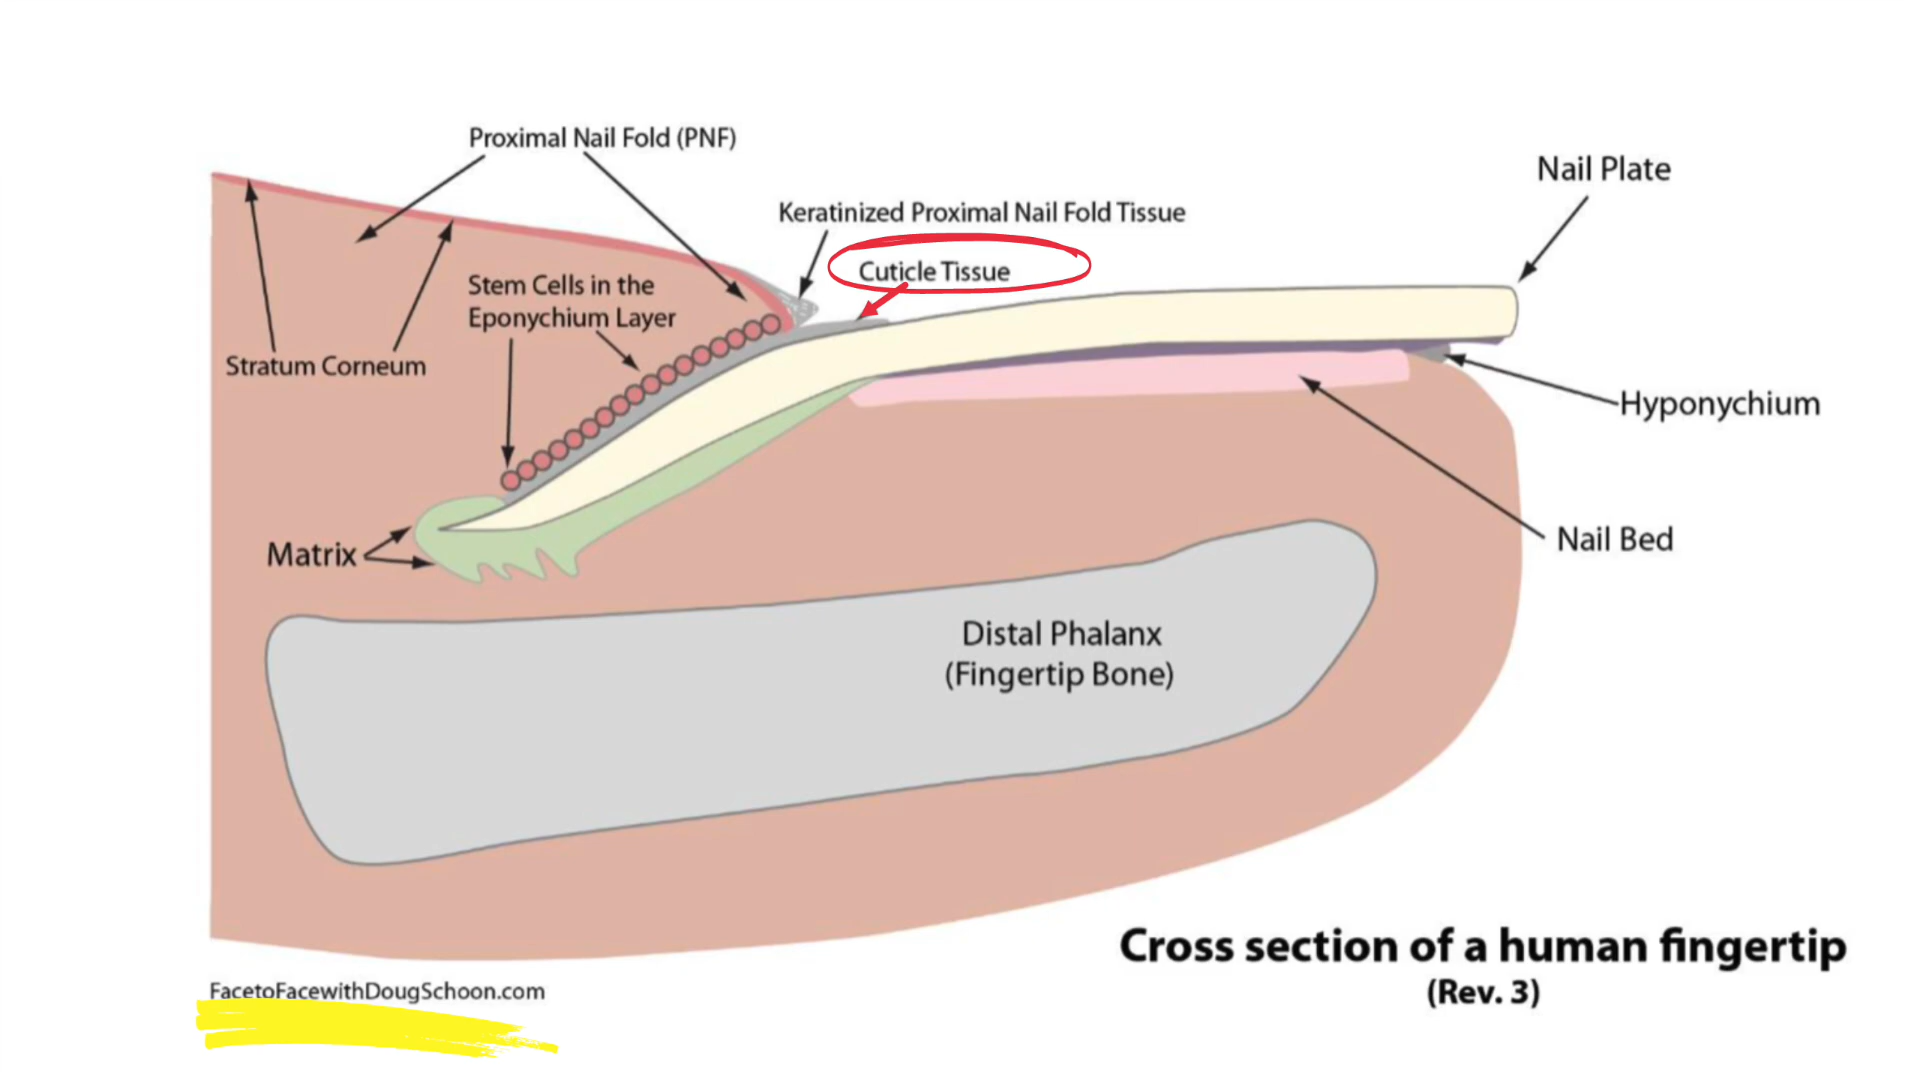 Proximal Nail Fold (PNF)
Nail Plate
Keratinized Proximal Nail Fold Tissue
Cuticle Tissue
Stem Cells in the
Eponychium Layer
Stratum Corneum
Hyponychium
Nail Bed
Matrix
Distal Phalanx
(Fingertip Bone)
Cross section of a human fingertip
(Rev. 3)
FacetoFacewithDougSchoon.com